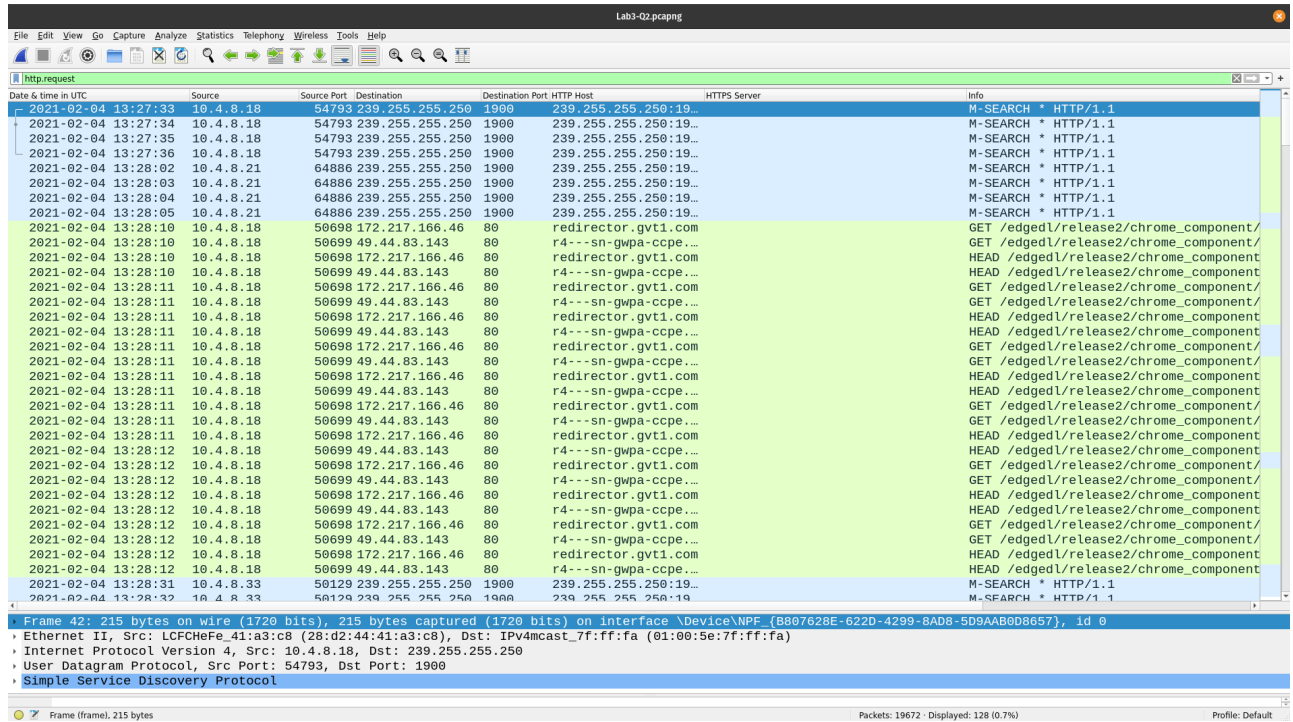 Lab3-Q2.pcapng
File Edit View Go Capture Analyze Statistics Telephony Wireless Tools Help
http.request
Date & time in UTC Source Source Port Destination Destination Port HTTP Host HTTPS Server Info
2021-02-04 13:27:33 10.4.8.18 54793 239.255.255.250 1900 239.255.255.250:19… M-SEARCH * HTTP/1.1
2021-02-04 13:27:34 10.4.8.18 54793 239.255.255.250 1900 239.255.255.250:19… M-SEARCH * HTTP/1.1
2021-02-04 13:27:35 10.4.8.18 54793 239.255.255.250 1900 239.255.255.250:19… M-SEARCH * HTTP/1.1
2021-02-04 13:27:36 10.4.8.18 54793 239.255.255.250 1900 239.255.255.250:19… M-SEARCH * HTTP/1.1
2021-02-04 13:28:02 10.4.8.21 64886 239.255.255.250 1900 239.255.255.250:19… M-SEARCH * HTTP/1.1
2021-02-04 13:28:03 10.4.8.21 64886 239.255.255.250 1900 239.255.255.250:19… M-SEARCH * HTTP/1.1
2021-02-04 13:28:04 10.4.8.21 64886 239.255.255.250 1900 239.255.255.250:19… M-SEARCH * HTTP/1.1
2021-02-04 13:28:05 10.4.8.21 64886 239.255.255.250 1900 239.255.255.250:19… M-SEARCH * HTTP/1.1
2021-02-04 13:28:10 10.4.8.18 50698 172.217.166.46 80 redirector.gvt1.com GET /edgedl/release2/chrome_component/
2021-02-04 13:28:10 10.4.8.18 50699 49.44.83.143 80 r4---sn-gwpa-ccpe.… GET /edgedl/release2/chrome_component/
2021-02-04 13:28:10 10.4.8.18 50698 172.217.166.46 80 redirector.gvt1.com HEAD /edgedl/release2/chrome_component
2021-02-04 13:28:10 10.4.8.18 50699 49.44.83.143 80 r4---sn-gwpa-ccpe.… HEAD /edgedl/release2/chrome_component
2021-02-04 13:28:11 10.4.8.18 50698 172.217.166.46 80 redirector.gvt1.com GET /edgedl/release2/chrome_component/
2021-02-04 13:28:11 10.4.8.18 50699 49.44.83.143 80 r4---sn-gwpa-ccpe.… GET /edgedl/release2/chrome_component/
2021-02-04 13:28:11 10.4.8.18 50698 172.217.166.46 80 redirector.gvt1.com HEAD /edgedl/release2/chrome_component
2021-02-04 13:28:11 10.4.8.18 50699 49.44.83.143 80 r4---sn-gwpa-ccpe.… HEAD /edgedl/release2/chrome_component
2021-02-04 13:28:11 10.4.8.18 50698 172.217.166.46 80 redirector.gvt1.com GET /edgedl/release2/chrome_component/
2021-02-04 13:28:11 10.4.8.18 50699 49.44.83.143 80 r4---sn-gwpa-ccpe.… GET /edgedl/release2/chrome_component/
2021-02-04 13:28:11 10.4.8.18 50698 172.217.166.46 80 redirector.gvt1.com HEAD /edgedl/release2/chrome_component
2021-02-04 13:28:11 10.4.8.18 50699 49.44.83.143 80 r4---sn-gwpa-ccpe.… HEAD /edgedl/release2/chrome_component
2021-02-04 13:28:11 10.4.8.18 50698 172.217.166.46 80 redirector.gvt1.com GET /edgedl/release2/chrome_component/
2021-02-04 13:28:11 10.4.8.18 50699 49.44.83.143 80 r4---sn-gwpa-ccpe.… GET /edgedl/release2/chrome_component/
2021-02-04 13:28:11 10.4.8.18 50698 172.217.166.46 80 redirector.gvt1.com HEAD /edgedl/release2/chrome_component
2021-02-04 13:28:12 10.4.8.18 50699 49.44.83.143 80 r4---sn-gwpa-ccpe.… HEAD /edgedl/release2/chrome_component
2021-02-04 13:28:12 10.4.8.18 50698 172.217.166.46 80 redirector.gvt1.com GET /edgedl/release2/chrome_component/
2021-02-04 13:28:12 10.4.8.18 50699 49.44.83.143 80 r4---sn-gwpa-ccpe.… GET /edgedl/release2/chrome_component/
2021-02-04 13:28:12 10.4.8.18 50698 172.217.166.46 80 redirector.gvt1.com HEAD /edgedl/release2/chrome_component
2021-02-04 13:28:12 10.4.8.18 50699 49.44.83.143 80 r4---sn-gwpa-ccpe.… HEAD /edgedl/release2/chrome_component
2021-02-04 13:28:12 10.4.8.18 50698 172.217.166.46 80 redirector.gvt1.com GET /edgedl/release2/chrome_component/
2021-02-04 13:28:12 10.4.8.18 50699 49.44.83.143 80 r4---sn-gwpa-ccpe.… GET /edgedl/release2/chrome_component/
2021-02-04 13:28:12 10.4.8.18 50698 172.217.166.46 80 redirector.gvt1.com HEAD /edgedl/release2/chrome_component
2021-02-04 13:28:12 10.4.8.18 50699 49.44.83.143 80 r4---sn-gwpa-ccpe.… HEAD /edgedl/release2/chrome_component
2021-02-04 13:28:31 10.4.8.33 50129 239.255.255.250 1900 239.255.255.250:19… M-SEARCH * HTTP/1.1
2021-02-04 13:28:32 10.4.8.33 50129 239.255.255.250 1900 239.255.255.250:19 M-SEARCH * HTTP/1.1
Frame 42: 215 bytes on wire (1720 bits), 215 bytes captured (1720 bits) on interface \Device\NPF_{B807628E-622D-4299-8AD8-5D9AAB0D8657}, id 0
Ethernet II, Src: LCFCHeFe_41:a3:c8 (28:d2:44:41:a3:c8), Dst: IPv4mcast_7f:ff:fa (01:00:5e:7f:ff:fa)
Internet Protocol Version 4, Src: 10.4.8.18, Dst: 239.255.255.250
User Datagram Protocol, Src Port: 54793, Dst Port: 1900
Simple Service Discovery Protocol
Frame (frame), 215 bytes Packets: 19672 · Displayed: 128 (0.7%) Profile: Default